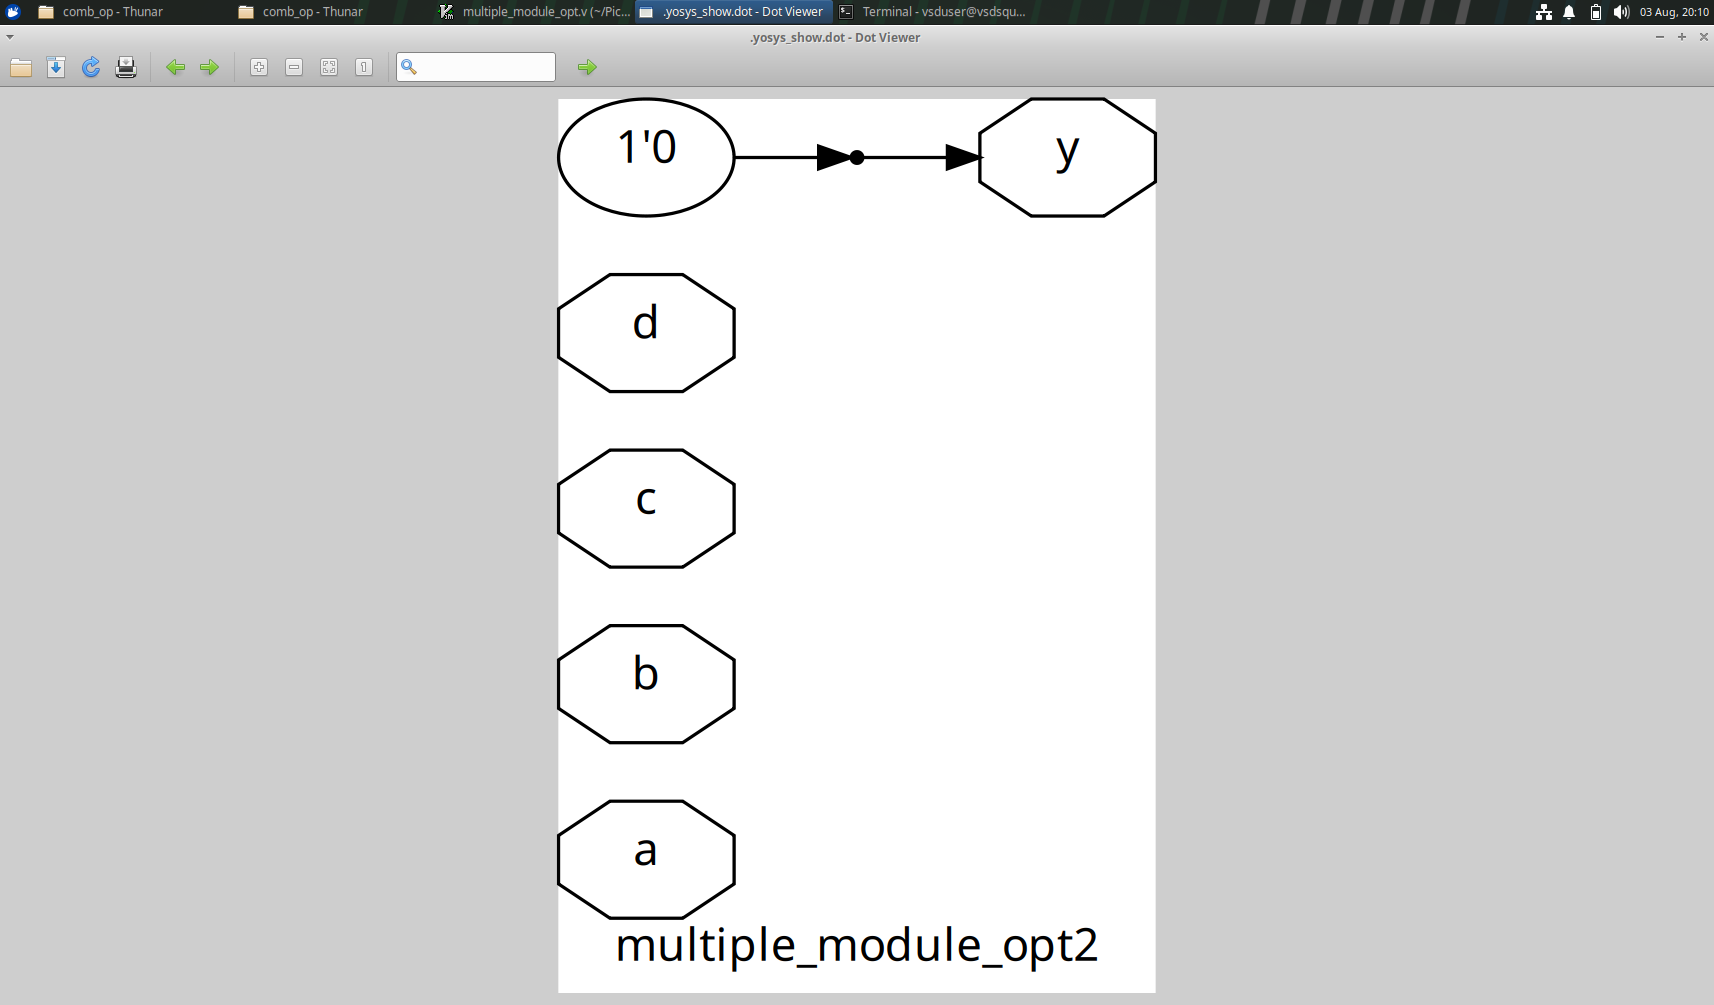 comb_op - Thunar
comb_op - Thunar
multiple_module_opt.v (~/Pic...
.yosys_show.dot - Dot Viewer
Terminal - vsduser@vsdsqu...
03 Aug, 20:10
.yosys_show.dot - Dot Viewer
1'0
y
d
c
b
a
multiple_module_opt2